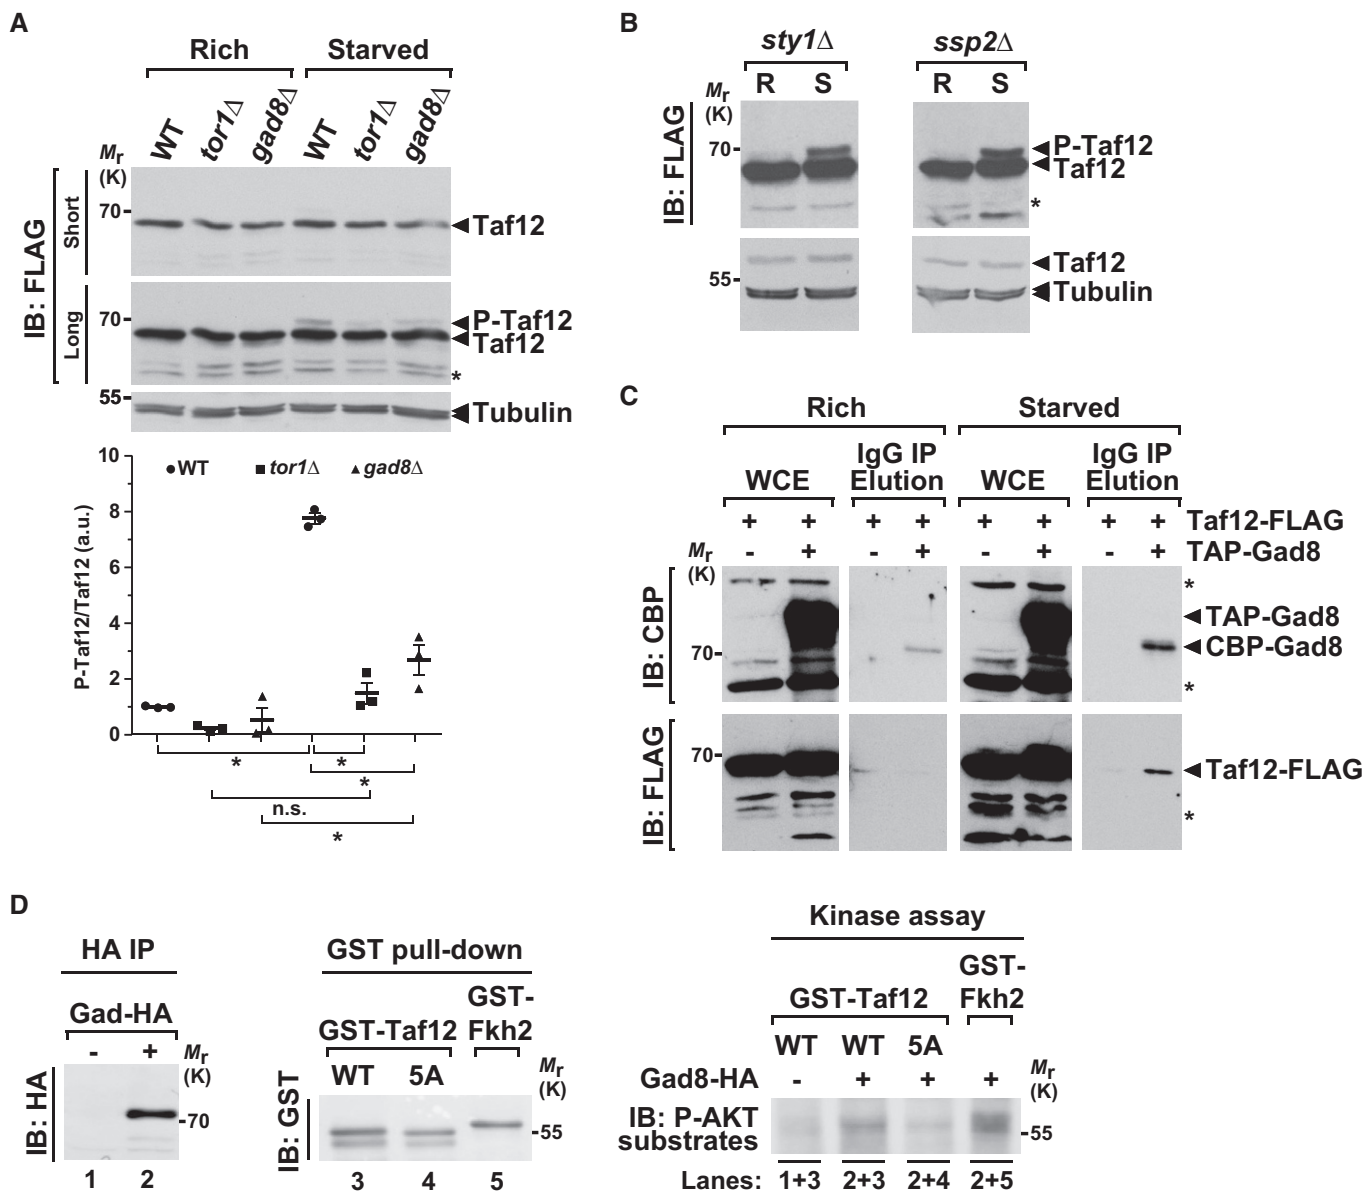 A
Rich Starved
WT tor1Δ gad8Δ WT tor1Δ gad8Δ
Mr
(K)
IB: FLAG
Short
70
Taf12
Long
70
P-Taf12
Taf12
*
55
Tubulin
P-Taf12/Taf12 (a.u.)
10
8
6
4
2
0
WT tor1Δ gad8Δ
* *
*
n.s.
*
B
sty1Δ ssp2Δ
R S R S
Mr
(K)
IB: FLAG
70
P-Taf12
Taf12
*
Taf12
55
Tubulin
C
Rich Starved
WCE IgG IP Elution WCE IgG IP Elution
+ + + + + + + + Taf12-FLAG
- + - + - + - + TAP-Gad8
Mr
(K)
IB: CBP
*
TAP-Gad8
70
CBP-Gad8
*
IB: FLAG
70
Taf12-FLAG
*
D
HA IP
Gad-HA
- + Mr
(K)
IB: HA
70
1 2
GST pull-down
GST-Taf12 GST-Fkh2
WT 5A
Mr
(K)
IB: GST
55
3 4 5
Kinase assay
GST-Taf12 GST-Fkh2
WT WT 5A
Gad8-HA - + + +
Mr
(K)
IB: P-AKT
substrates
55
Lanes: 1+3 2+3 2+4 2+5